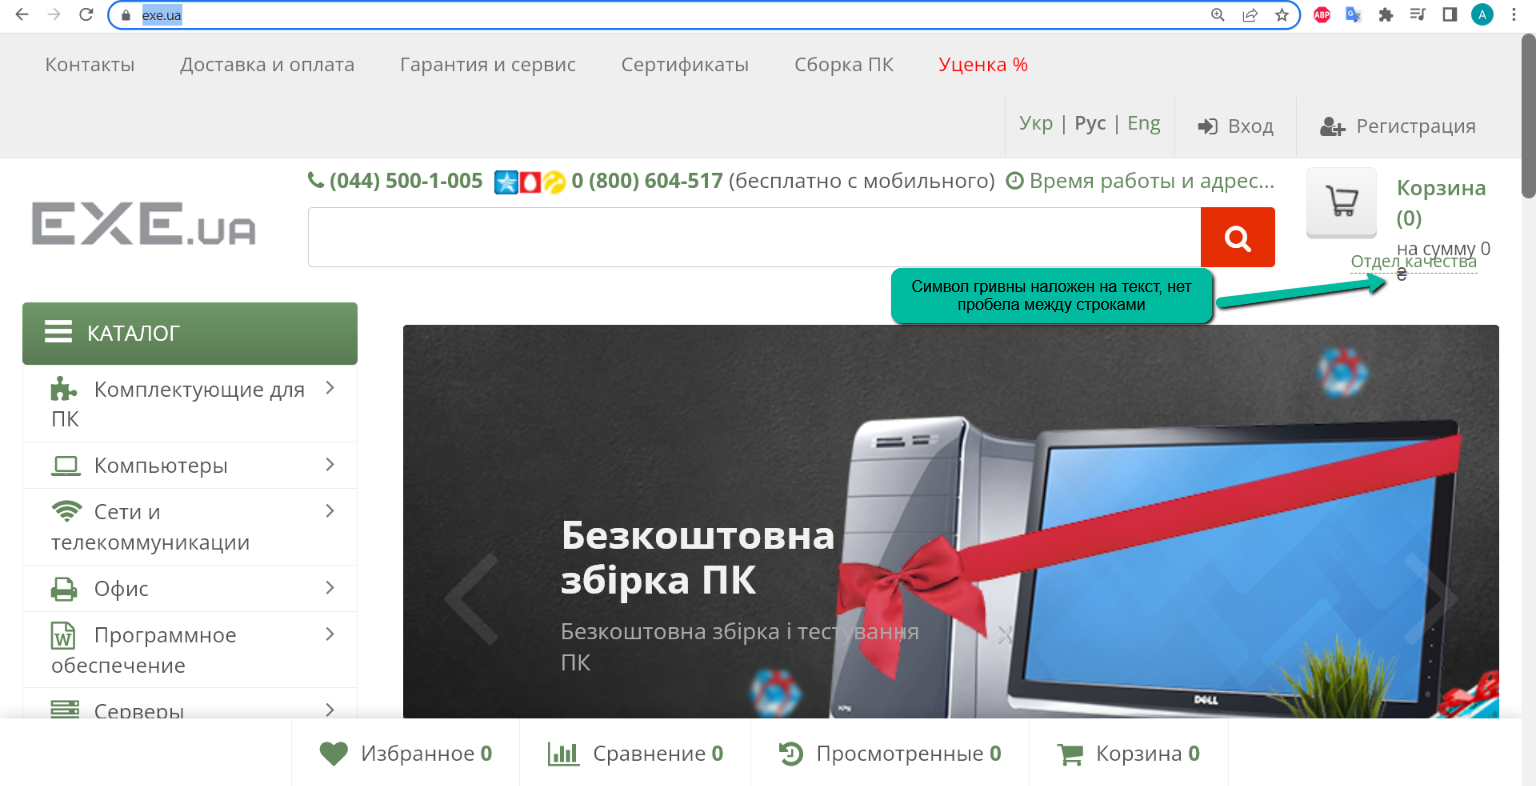 exe.ua
ABP
A
Контакты
Доставка и оплата
Гарантия и сервис
Сертификаты
Сборка ПК
Уценка %
Укр | Рус | Eng
Вход
Регистрация
(044) 500-1-005
0 (800) 604-517 (бесплатно с мобильного)
Время работы и адрес...
EXE.UA
Корзина
(0)
на сумму 0
₴
Отдел качества
Символ гривны наложен на текст, нет
пробела между строками
КАТАЛОГ
Комплектующие для
ПК
Компьютеры
Сети и
телекоммуникации
Офис
Программное
обеспечение
Серверы
Безкоштовна
збірка ПК
Безкоштовна збірка і тестування
ПК
XPS
DELL
Избранное 0
Сравнение 0
Просмотренные 0
Корзина 0